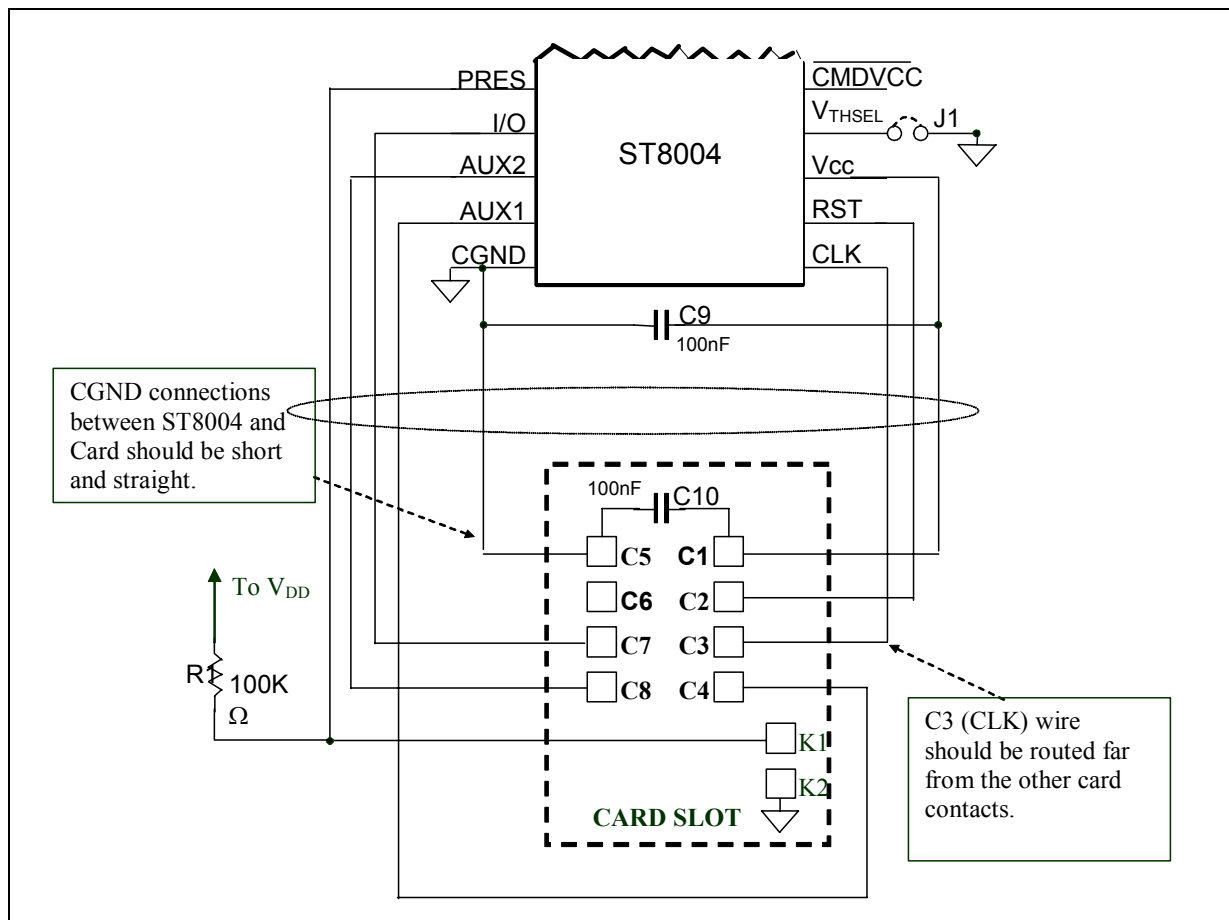 PRES
I/O
AUX2
AUX1
CGND
ST8004
CMDVCC
VTHSEL
J1
Vcc
RST
CLK
C9
100nF
CGND connections
between ST8004 and
Card should be short
and straight.
100nF
C10
C5 C1
C6 C2
C7 C3
C8 C4
K1
K2
CARD SLOT
To VDD
R1
100K
Ω
C3 (CLK) wire
should be routed far
from the other card
contacts.